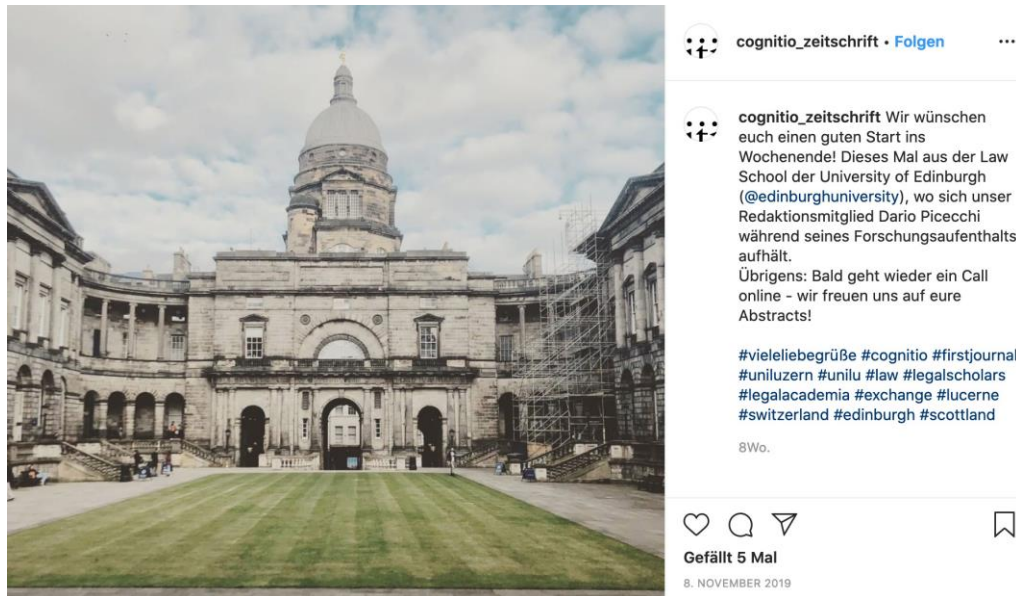 cognitio_zeitschrift • Folgen
cognitio_zeitschrift Wir wünschen
euch einen guten Start ins
Wochenende! Dieses Mal aus der Law
School der University of Edinburgh
(@edinburghuniversity), wo sich unser
Redaktionsmitglied Dario Picecchi
während seines Forschungsaufenthalts
aufhält.
Übrigens: Bald geht wieder ein Call
online - wir freuen uns auf eure
Abstracts!
#vieleliebegrüße #cognitio #firstjournal
#uniluzern #unilu #law #legalscholars
#legalacademia #exchange #lucerne
#switzerland #edinburgh #scottland
8Wo.
Gefällt 5 Mal
8. NOVEMBER 2019